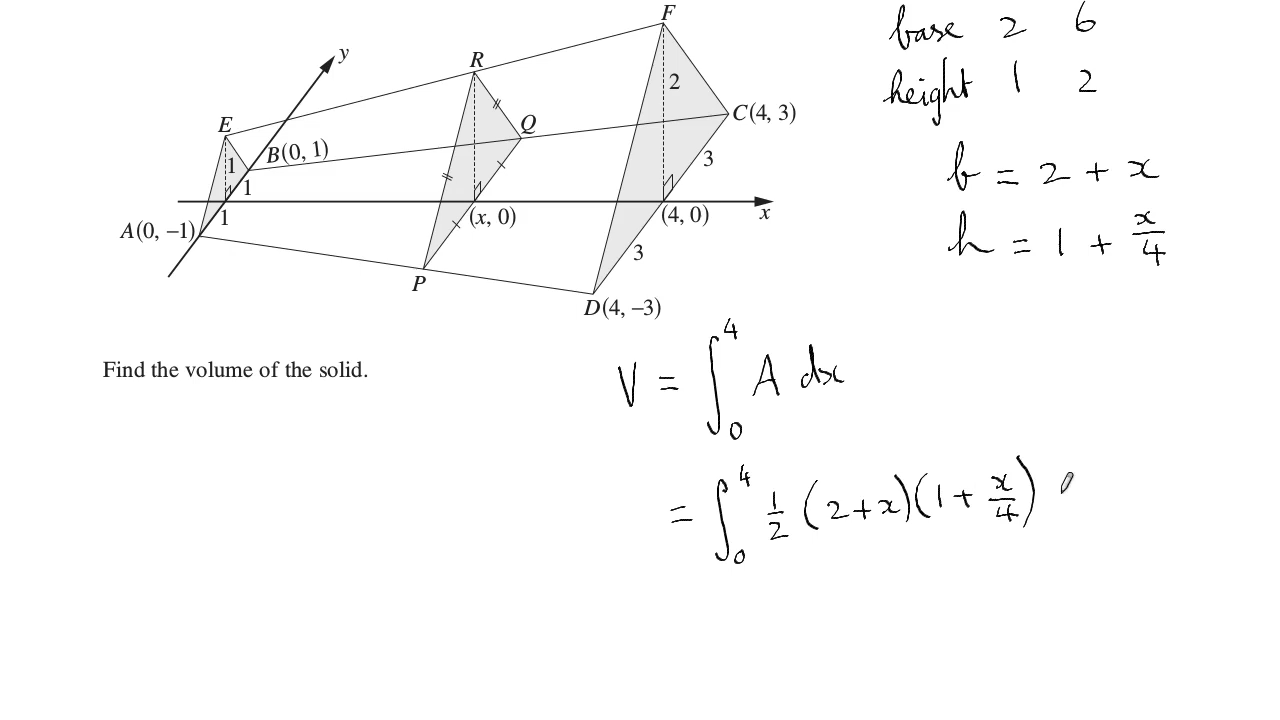 F
base 2 6
y
R
2
height 1 2
E
Q
C(4, 3)
B(0, 1)
1
1
3
b = 2 + x
1
(x, 0)
(4, 0)
x
A(0, –1)
3
h = 1 + x/4
P
D(4, –3)
Find the volume of the solid.
V = ∫₀⁴ A dx
= ∫₀⁴ 1/2 (2+x)(1 + x/4)